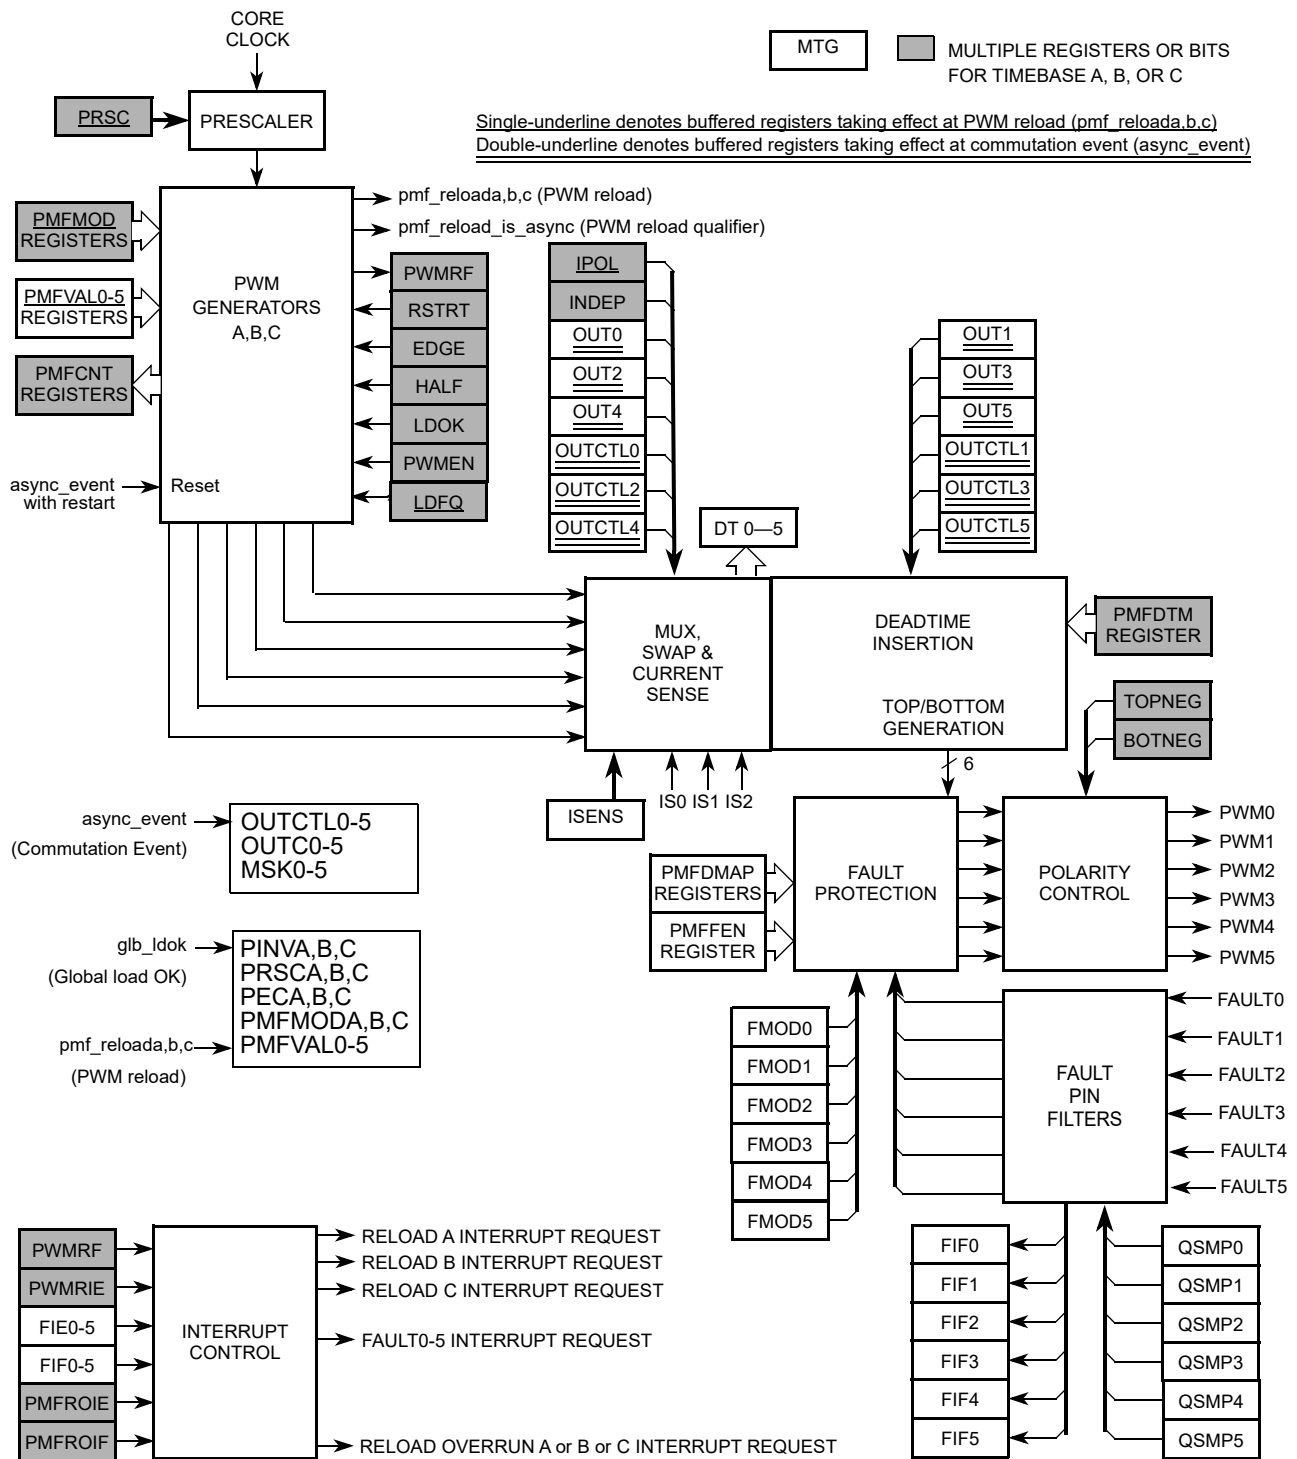 CORE
CLOCK
MTG
MULTIPLE REGISTERS OR BITS
FOR TIMEBASE A, B, OR C
PRSC
PRESCALER
Single-underline denotes buffered registers taking effect at PWM reload (pmf_reloada,b,c)
Double-underline denotes buffered registers taking effect at commutation event (async_event)
PMFMOD
REGISTERS
PMFVAL0-5
REGISTERS
PMFCNT
REGISTERS
async_event
with restart
Reset
PWM
GENERATORS
A,B,C
pmf_reloada,b,c (PWM reload)
pmf_reload_is_async (PWM reload qualifier)
PWMRF
RSTRT
EDGE
HALF
LDOK
PWMEN
LDFQ
IPOL
INDEP
OUT0
OUT2
OUT4
OUTCTL0
OUTCTL2
OUTCTL4
DT 0—5
OUT1
OUT3
OUT5
OUTCTL1
OUTCTL3
OUTCTL5
MUX,
SWAP &
CURRENT
SENSE
DEADTIME
INSERTION
TOP/BOTTOM
GENERATION
PMFDTM
REGISTER
TOPNEG
BOTNEG
6
ISENS
IS0 IS1 IS2
async_event
(Commutation Event)
OUTCTL0-5
OUTC0-5
MSK0-5
glb_ldok
(Global load OK)
pmf_reloada,b,c
(PWM reload)
PINVA,B,C
PRSCA,B,C
PECA,B,C
PMFMODA,B,C
PMFVAL0-5
PMFDMAP
REGISTERS
PMFFEN
REGISTER
FAULT
PROTECTION
POLARITY
CONTROL
PWM0
PWM1
PWM2
PWM3
PWM4
PWM5
FMOD0
FMOD1
FMOD2
FMOD3
FMOD4
FMOD5
FAULT
PIN
FILTERS
FAULT0
FAULT1
FAULT2
FAULT3
FAULT4
FAULT5
FIF0
FIF1
FIF2
FIF3
FIF4
FIF5
QSMP0
QSMP1
QSMP2
QSMP3
QSMP4
QSMP5
PWMRF
PWMRIE
FIE0-5
FIF0-5
PMFROIE
PMFROIF
INTERRUPT
CONTROL
RELOAD A INTERRUPT REQUEST
RELOAD B INTERRUPT REQUEST
RELOAD C INTERRUPT REQUEST
FAULT0-5 INTERRUPT REQUEST
RELOAD OVERRUN A or B or C INTERRUPT REQUEST